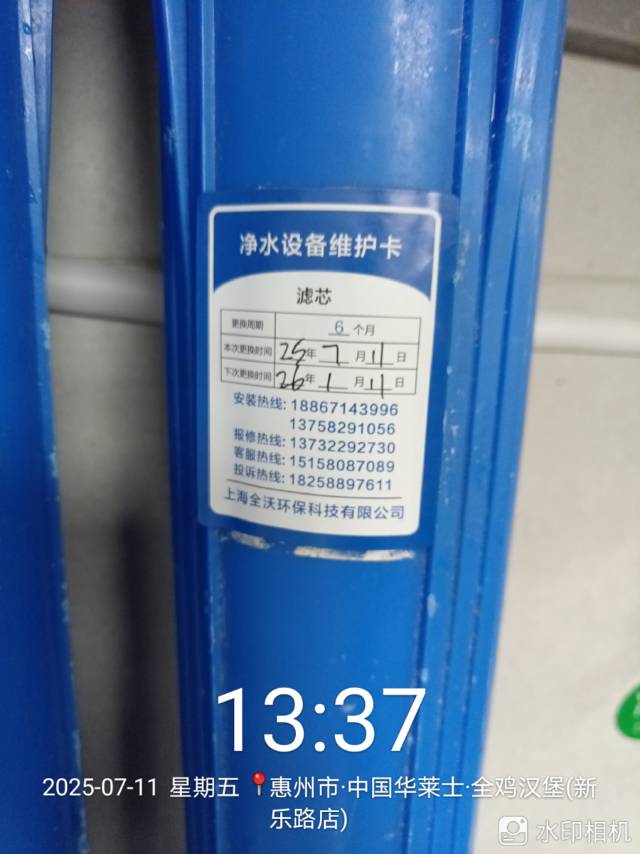 净水设备维护卡
滤芯
更换周期 6 个月
本次更换时间 25年 7 月 11 日
下次更换时间 26年 1 月 11 日
安装热线: 18867143996
13758291056
报修热线: 13732292730
客服热线: 15158087089
投诉热线: 18258897611
上海全沃环保科技有限公司
13:37
2025-07-11 星期五 📍惠州市·中国华莱士·全鸡汉堡(新
乐路店)
水印相机